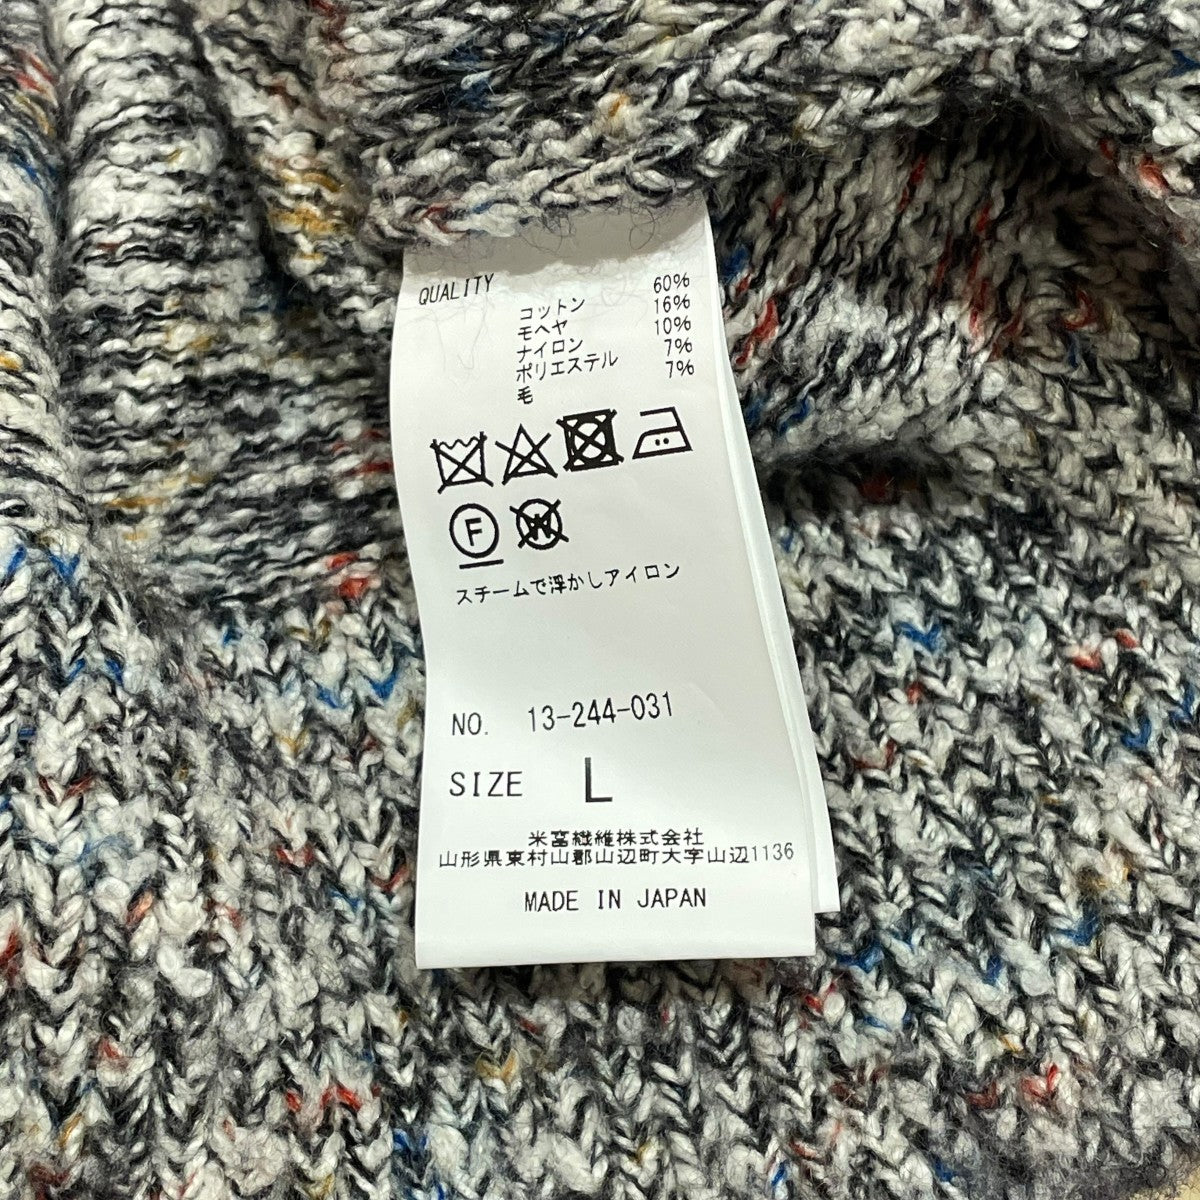 QUALITY
コットン 60%
モヘヤ 16%
ナイロン 10%
ポリエステル 7%
毛 7%
F
W
スチームで浮かしアイロン
NO. 13-244-031
SIZE L
米富繊維株式会社
山形県東村山郡山辺町大字山辺1136
MADE IN JAPAN